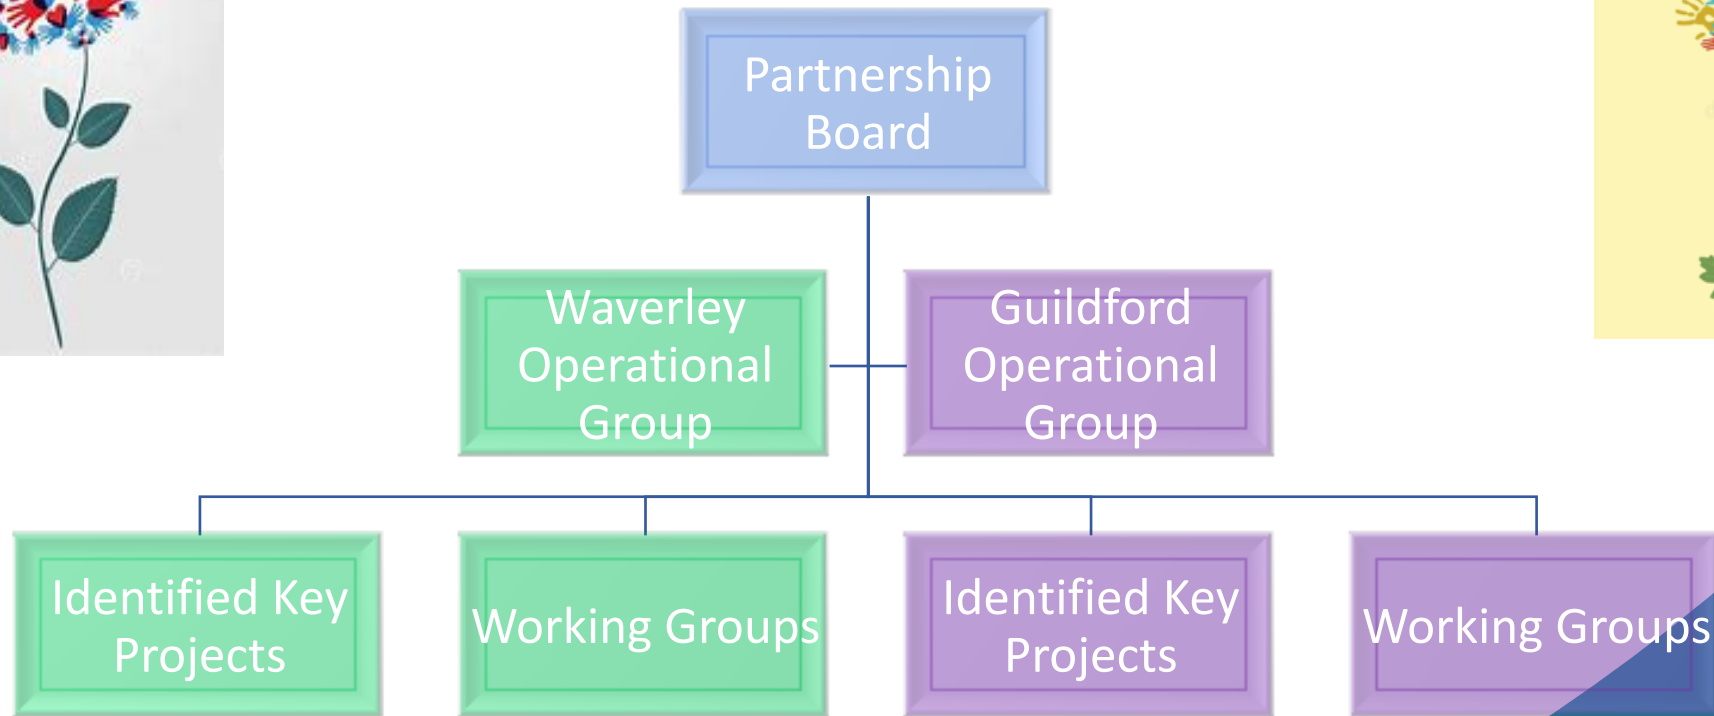 Partnership
Board
Waverley
Operational
Group
Guildford
Operational
Group
Identified Key
Projects
Working Groups
Identified Key
Projects
Working Groups